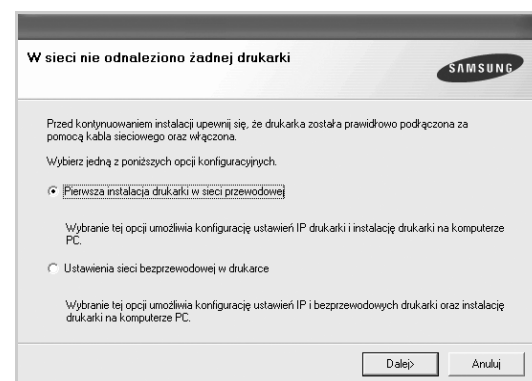 W sieci nie odnaleziono żadnej drukarki
SAMSUNG
Przed kontynuowaniem instalacji upewnij się, że drukarka została prawidłowo podłączona za
pomocą kabla sieciowego oraz włączona.
Wybierz jedną z poniższych opcji konfiguracyjnych.
Pierwsza instalacja drukarki w sieci przewodowej
Wybranie tej opcji umożliwia konfigurację ustawień IP drukarki i instalację drukarki na komputerze
PC.
Ustawienia sieci bezprzewodowej w drukarce
Wybranie tej opcji umożliwia konfigurację ustawień IP i bezprzewodowych drukarki oraz instalację
drukarki na komputerze PC.
Dalej>
Anuluj